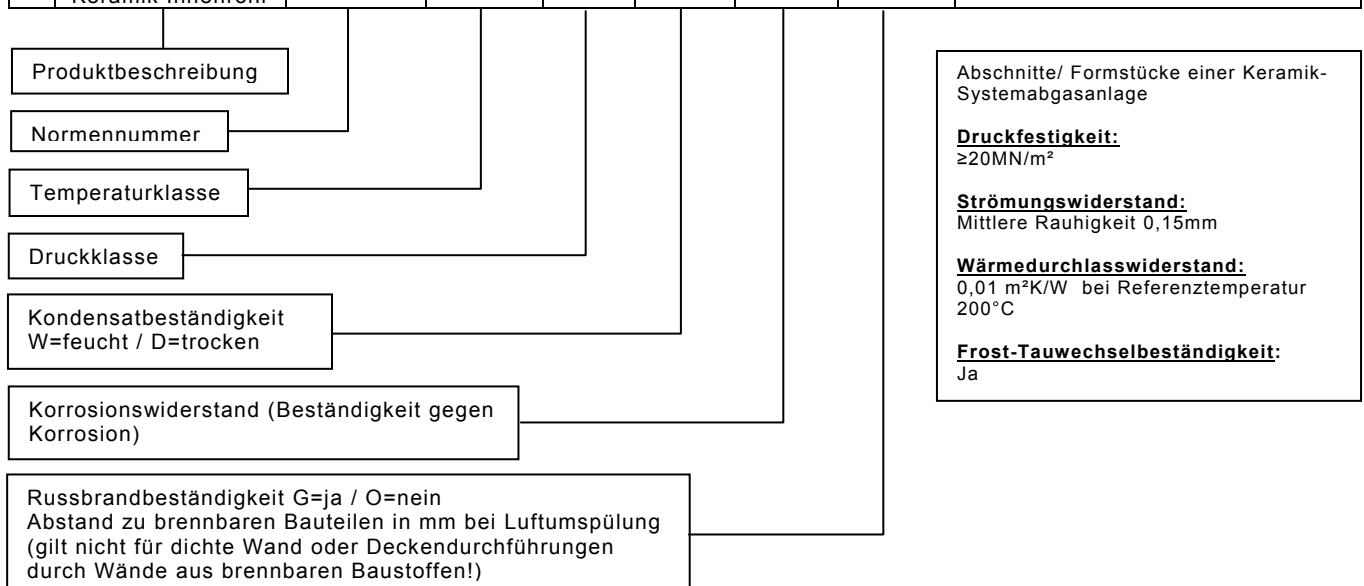 Keramik-Innenrohr
Produktbeschreibung
Normennummer
Temperaturklasse
Druckklasse
Kondensatbeständigkeit
W=feucht / D=trocken
Korrosionswiderstand (Beständigkeit gegen
Korrosion)
Russbrandbeständigkeit G=ja / O=nein
Abstand zu brennbaren Bauteilen in mm bei Luftumspülung
(gilt nicht für dichte Wand oder Deckendurchführungen
durch Wände aus brennbaren Baustoffen!)
Abschnitte/ Formstücke einer Keramik-
Systemabgasanlage
Druckfestigkeit:
≥20MN/m²
Strömungswiderstand:
Mittlere Rauhigkeit 0,15mm
Wärmedurchlasswiderstand:
0,01 m²K/W bei Referenztemperatur
200°C
Frost-Tauwechselbeständigkeit:
Ja